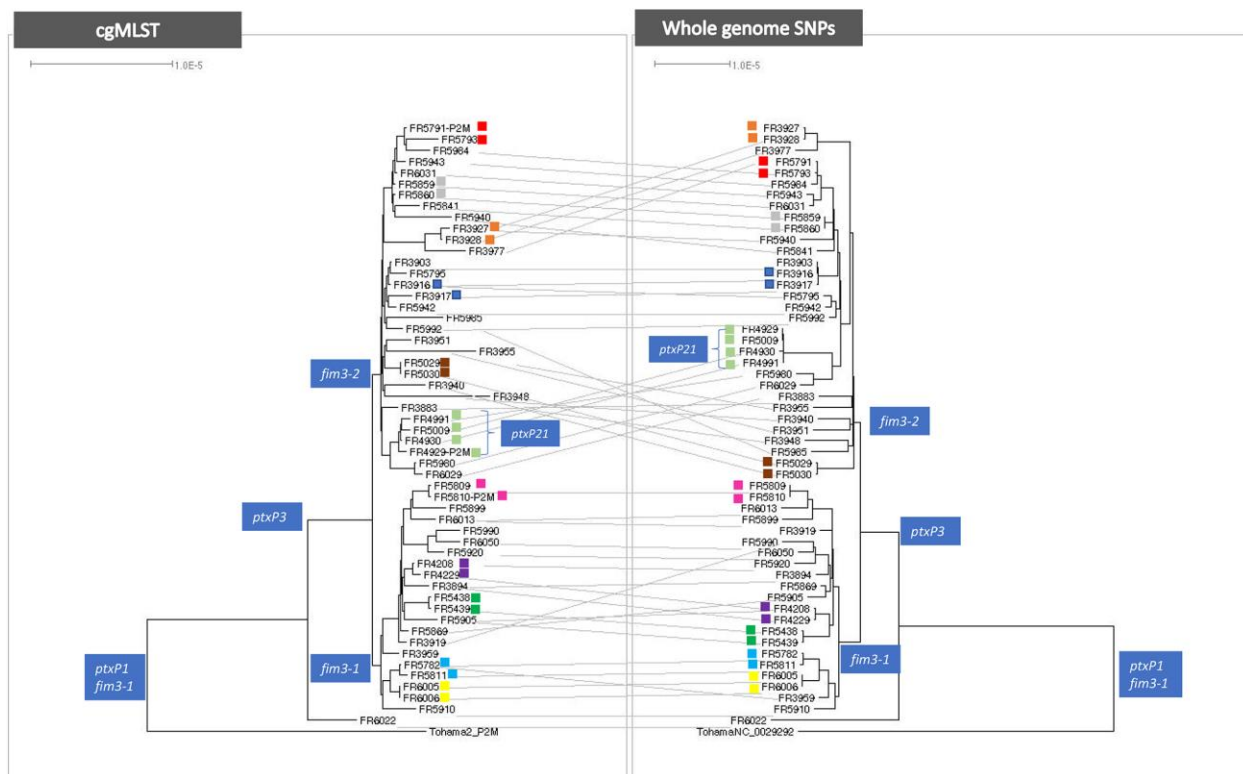 cgMLST
1.0E-5
FR5791-P2M
FR5793
FR5984
FR5943
FR6031
FR5859
FR5860
FR5841
FR5940
FR3927
FR3928
FR3977
FR3903
FR5795
FR3916
FR3917
FR5942
FR5985
FR5992
FR3951
FR3955
FR5029
FR5030
FR3940
FR3948
FR3883
FR4991
FR5009
FR4930
FR4929-P2M
FR5980
FR6029
FR5809
FR5810-P2M
FR5899
FR6013
FR5990
FR6050
FR5920
FR4208
FR4229
FR3894
FR5438
FR5439
FR5905
FR5869
FR3919
FR3959
FR5782
FR5811
FR6005
FR6006
FR5910
FR6022
Tohama2_P2M
fim3-2
ptxP21
ptxP3
fim3-1
ptxP1
fim3-1
Whole genome SNPs
1.0E-5
FR3927
FR3928
FR3977
FR5791
FR5793
FR5984
FR5943
FR6031
FR5859
FR5860
FR5940
FR5841
FR3903
FR3916
FR3917
FR5795
FR5942
FR5992
FR4929
FR5009
FR4930
FR4991
FR5980
FR6029
FR3883
FR3955
FR3940
FR3951
FR3948
FR5985
FR5029
FR5030
FR5809
FR5810
FR6013
FR5899
FR3919
FR5990
FR6050
FR5920
FR3894
FR5869
FR5905
FR4208
FR4229
FR5438
FR5439
FR5782
FR5811
FR6005
FR6006
FR3959
FR5910
FR6022
TohamaNC_0029292
ptxP21
fim3-2
ptxP3
fim3-1
ptxP1
fim3-1